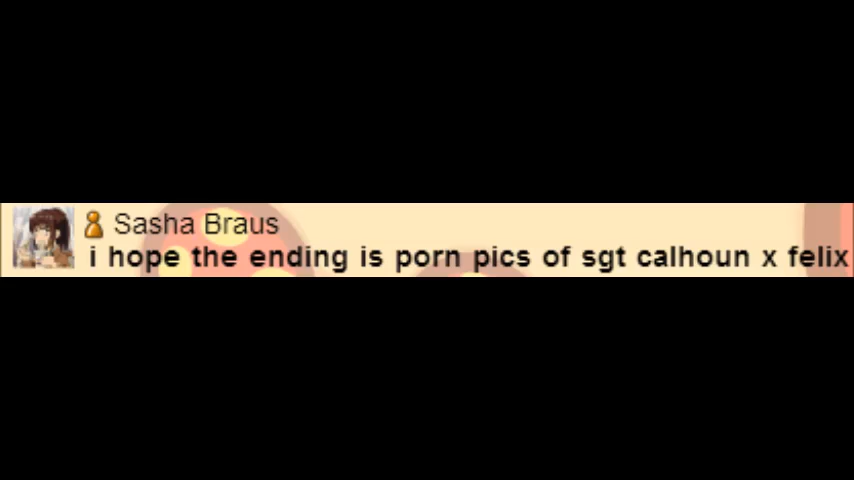 Sasha Braus
i hope the ending is porn pics of sgt calhoun x felix